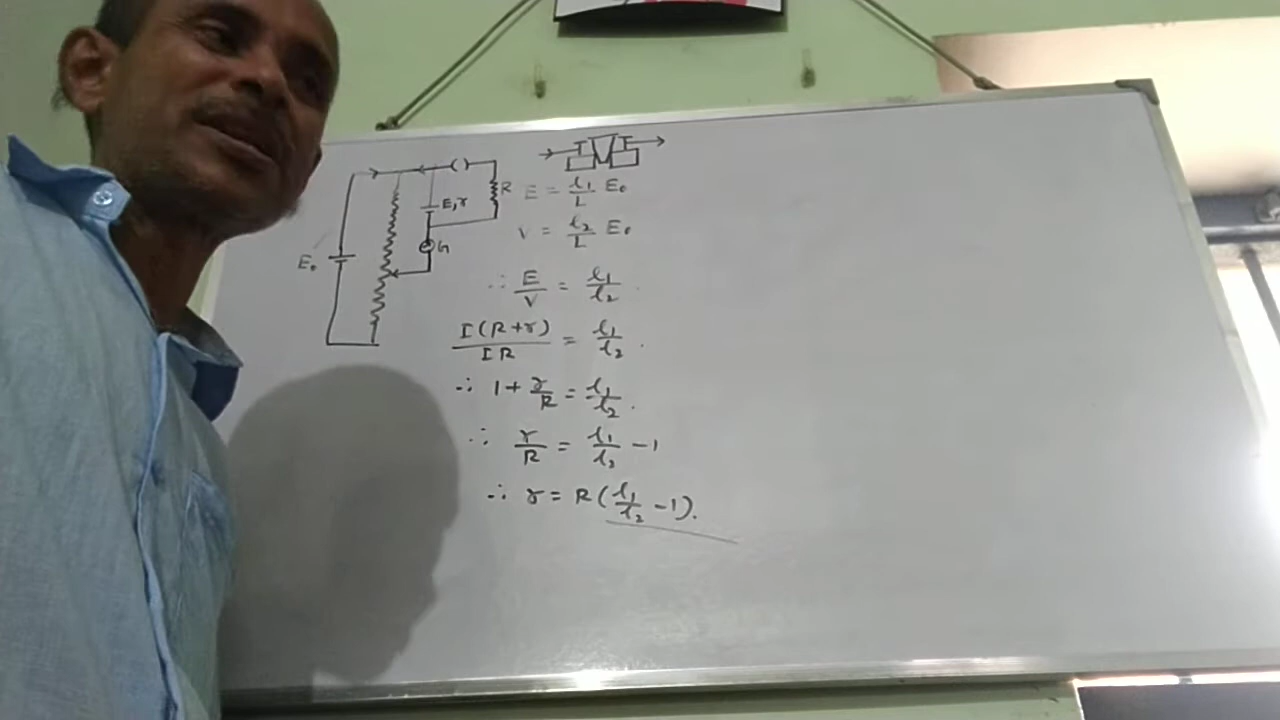 E₀
E,r
G
R
E = l₁/L E₀
V = l₂/L E₀
∴ E/V = l₁/l₂
I(R+r)/IR = l₁/l₂.
∴ 1 + r/R = l₁/l₂.
∴ r/R = l₁/l₂ - 1
∴ r = R(l₁/l₂ - 1).